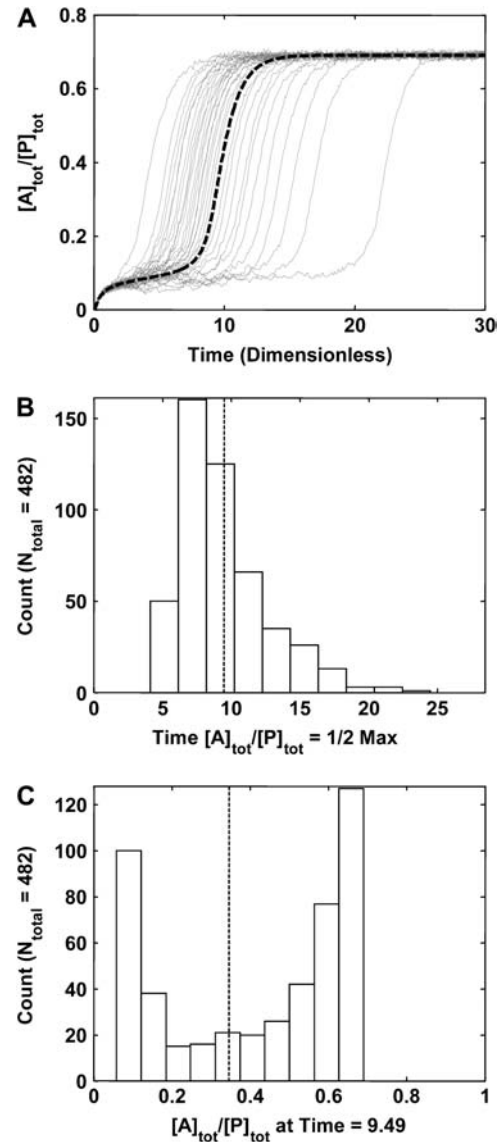 A
0.8
0.6
0.4
0.2
0
[A]tot/[P]tot
0 10 20 30
Time (Dimensionless)
B
150
100
50
0
Count (Ntotal = 482)
0 5 10 15 20 25
Time [A]tot/[P]tot = 1/2 Max
C
120
100
80
60
40
20
0
Count (Ntotal = 482)
0 0.2 0.4 0.6 0.8 1
[A]tot/[P]tot at Time = 9.49